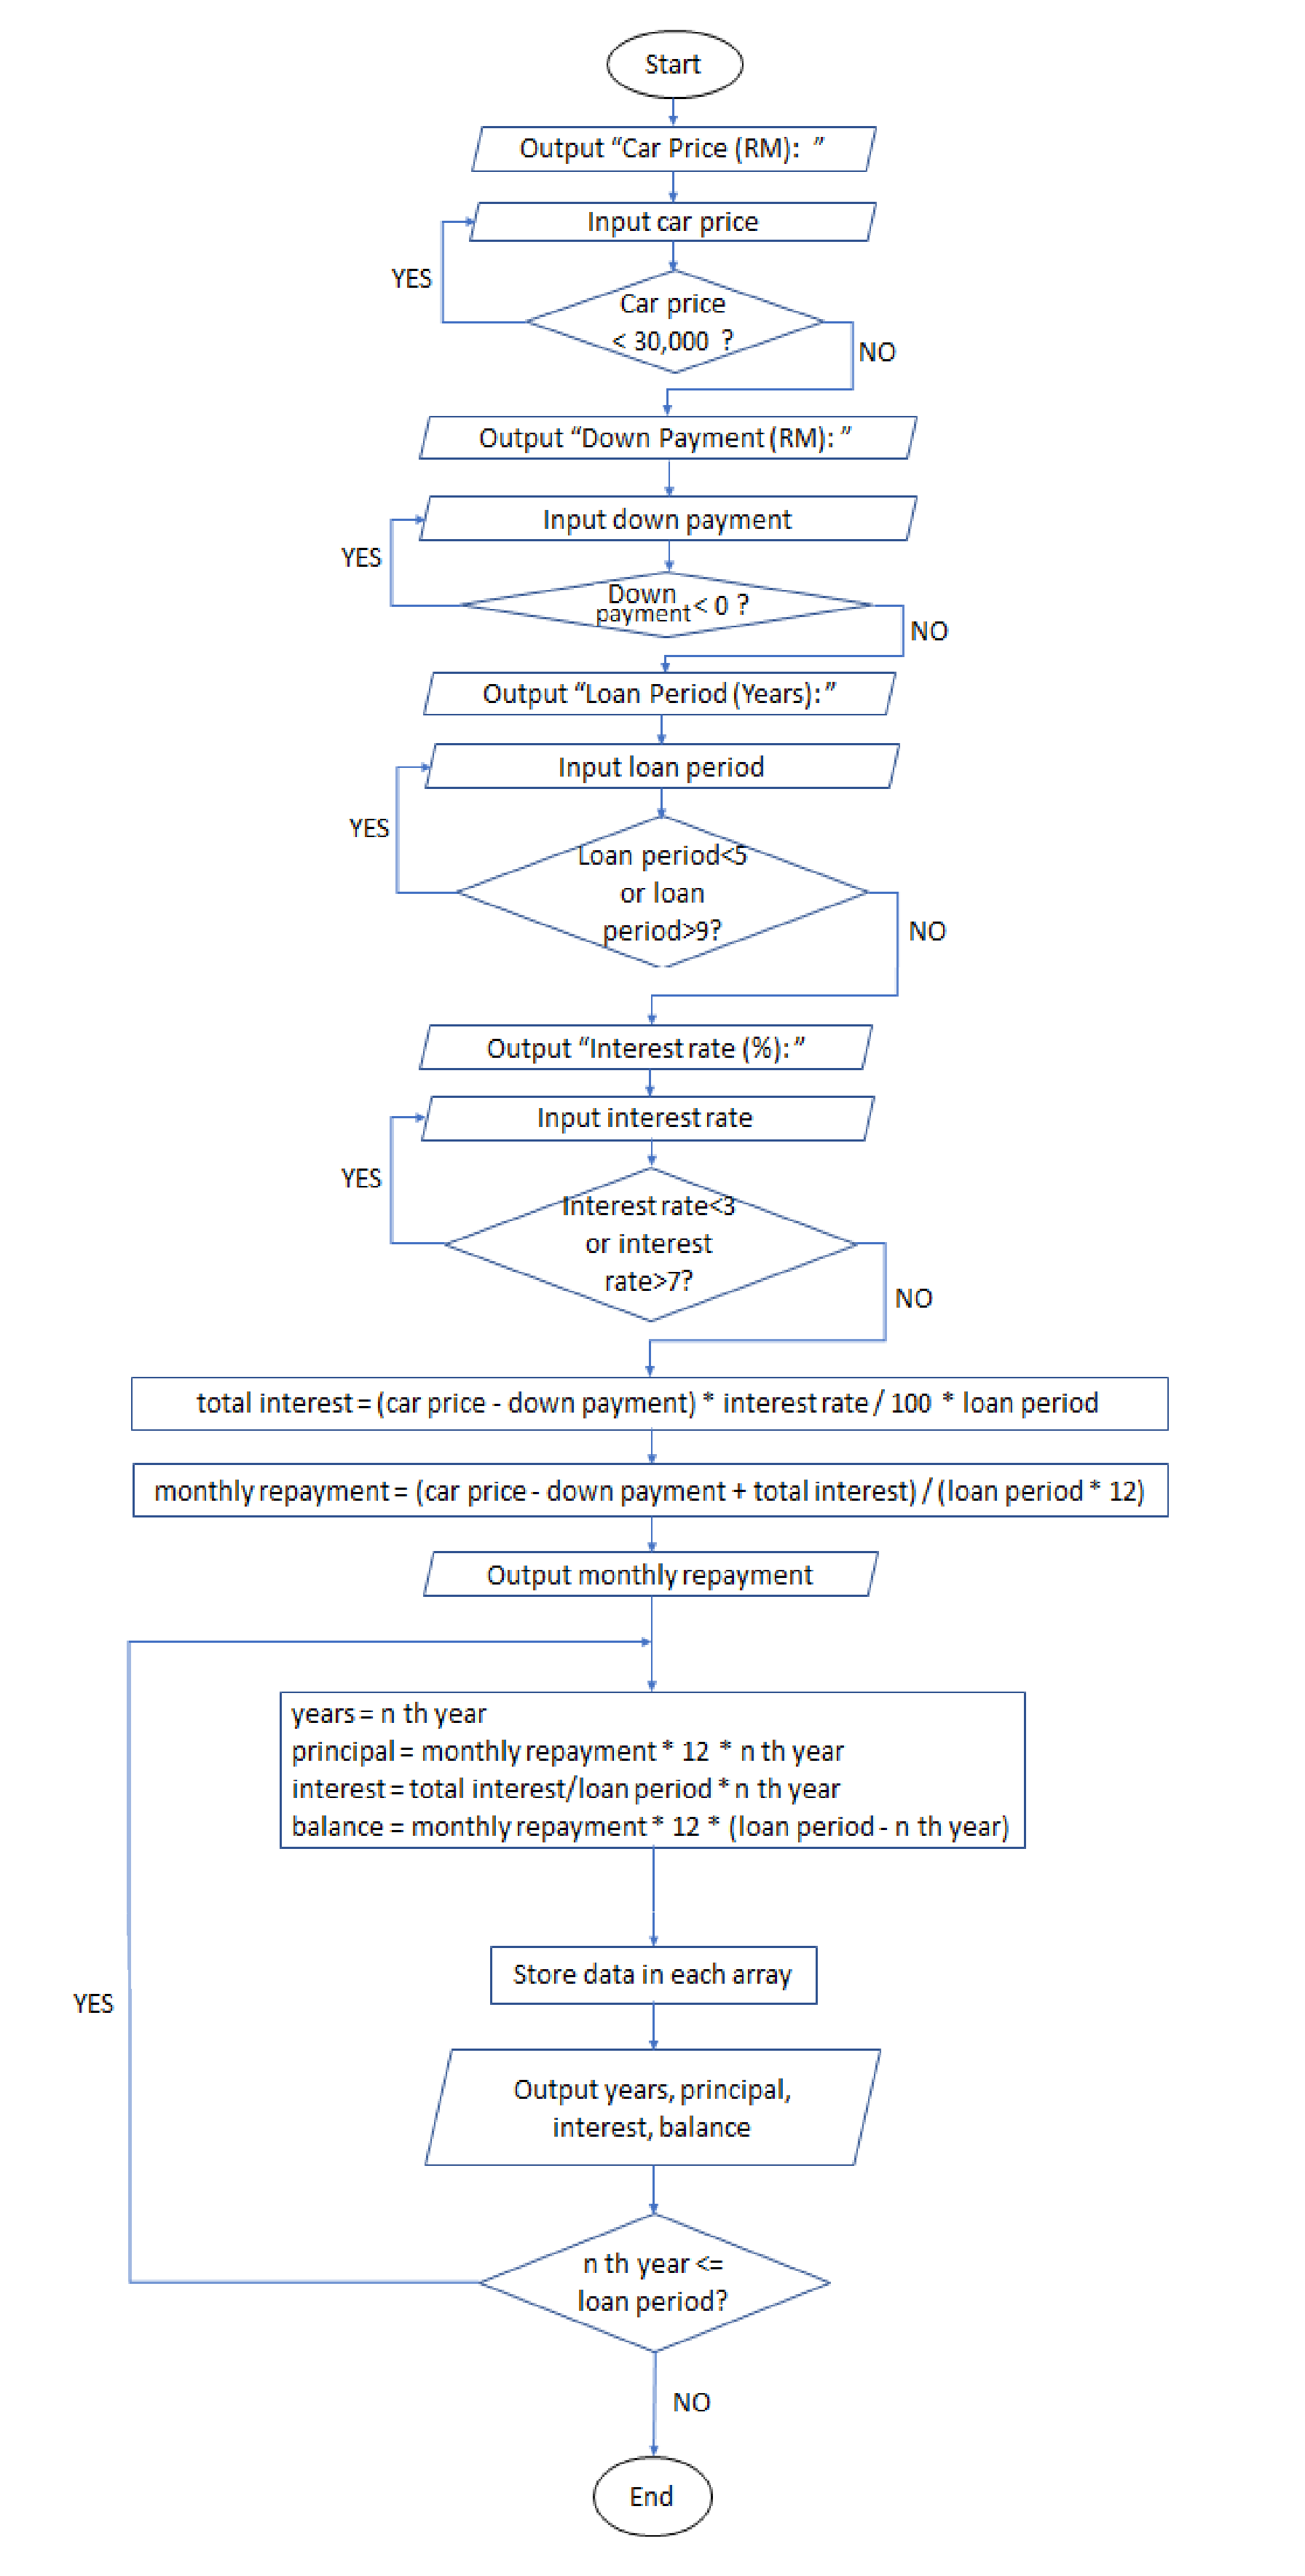 Start
Output “Car Price (RM):  ”
Input car price
YES
Car price
< 30,000  ?
NO
Output “Down Payment (RM): ”
Input down payment
YES
Down
payment < 0 ?
NO
Output “Loan Period (Years): ”
Input loan period
YES
Loan period<5
or loan
period>9?
NO
Output “Interest rate (%): ”
Input interest rate
YES
Interest rate<3
or interest
rate>7?
NO
total interest = (car price - down payment) * interest rate / 100  * loan period
monthly repayment = (car price - down payment + total interest) / (loan period * 12)
Output monthly repayment
years = n th year
principal = monthly repayment * 12 * n th year
interest = total interest/loan period * n th year
balance = monthly repayment * 12 * (loan period - n th year)
Store data in each array
YES
Output years, principal,
interest, balance
n th year <=
loan period?
NO
End